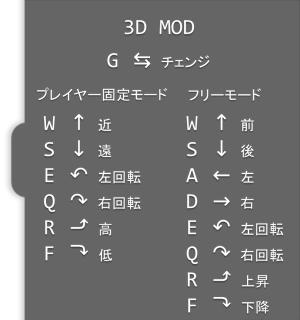 3D MOD
G ⇆ チェンジ
プレイヤー固定モード
W ↑ 近
S ↓ 遠
E ↶ 左回転
Q ↷ 右回転
R ⤴ 高
F ⤵ 低
フリーモード
W ↑ 前
S ↓ 後
A ← 左
D → 右
E ↶ 左回転
Q ↷ 右回転
R ⤴ 上昇
F ⤵ 下降